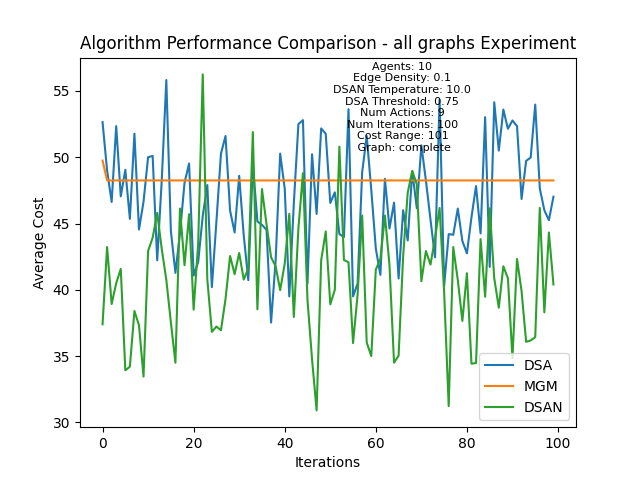 Algorithm Performance Comparison - all graphs Experiment
Agents: 10
Edge Density: 0.1
DSAN Temperature: 10.0
DSA Threshold: 0.75
Num Actions: 9
Num Iterations: 100
Cost Range: 101
Graph: complete
55
50
45
40
35
30
Average Cost
0
20
40
60
80
100
Iterations
DSA
MGM
DSAN